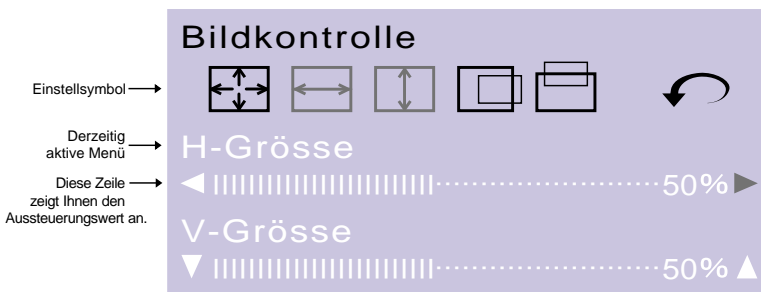 Bildkontrolle
Einstellsymbol
Derzeitig
aktive Menü
H-Grösse
Diese Zeile
zeigt Ihnen den
Aussteuerungswert an.
50%
V-Grösse
50%